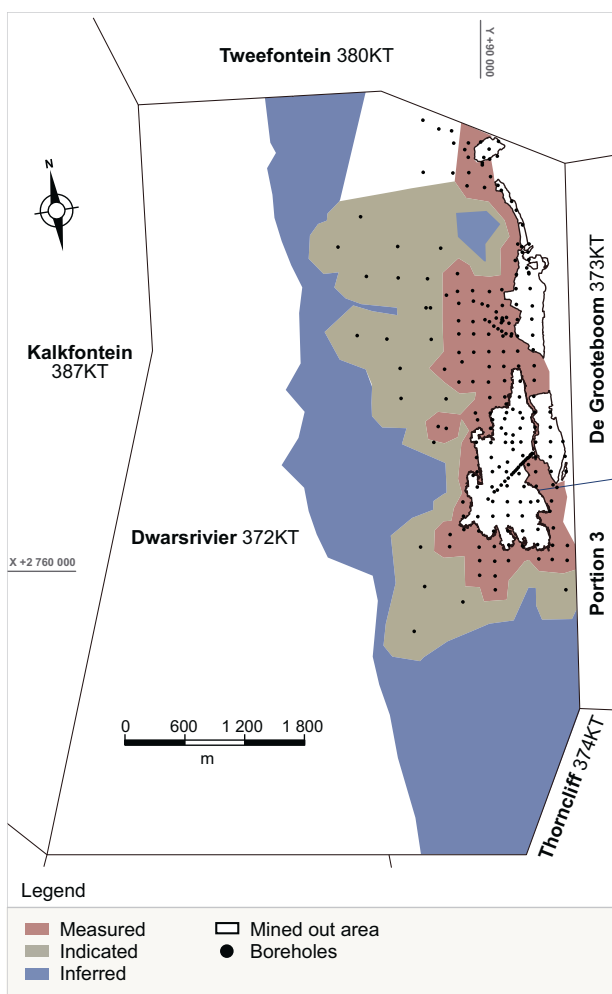 Tweefontein 380KT
Y +90 000
N
De Grooteboom 373KT
Kalkfontein
387KT
Dwarsrivier 372KT
X +2 760 000
Portion 3
0 600 1 200 1 800
m
Thorncliff 374KT
Legend
Measured
Mined out area
Indicated
Boreholes
Inferred